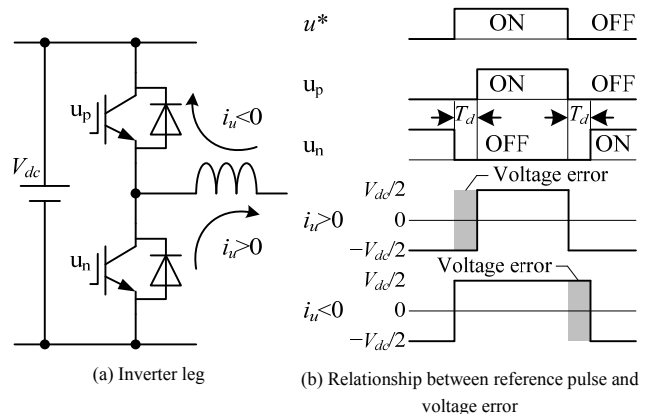 u_p
i_u<0
V_dc
i_u>0
u_n
(a) Inverter leg
u*
ON
OFF
u_p
ON
OFF
T_d
T_d
u_n
OFF
ON
Voltage error
V_dc/2
i_u>0
0
−V_dc/2
Voltage error
V_dc/2
i_u<0
0
−V_dc/2
(b) Relationship between reference pulse and
voltage error